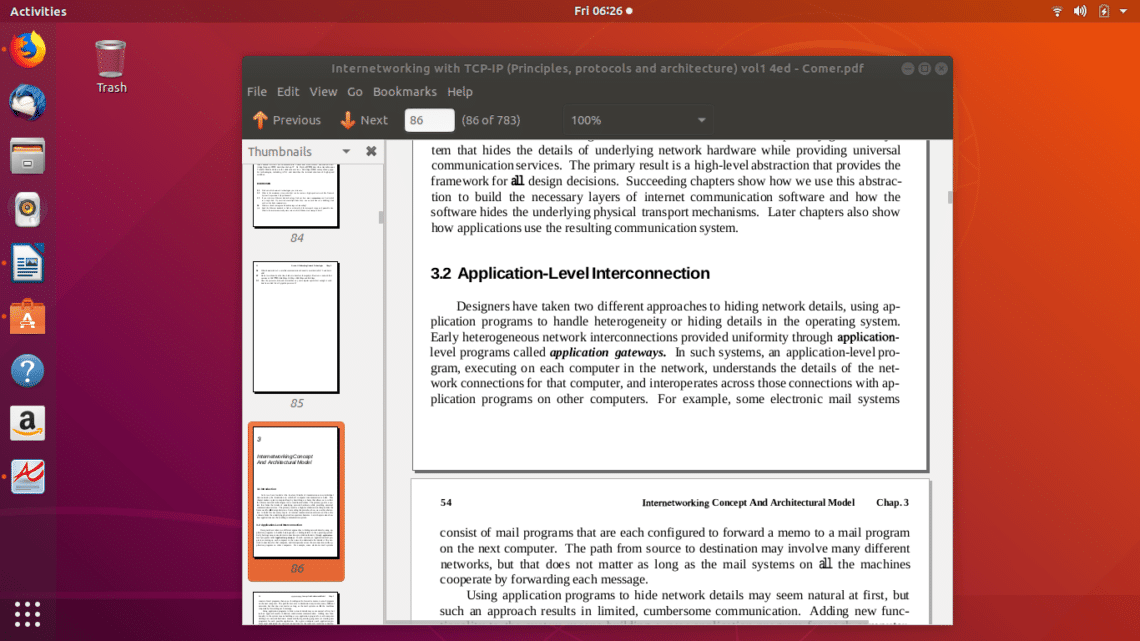 Activities
Fri 06:26
Trash
Internetworking with TCP-IP (Principles, protocols and architecture) vol1 4ed - Comer.pdf
File Edit View Go Bookmarks Help
Previous Next 86 (86 of 783) 100%
Thumbnails
84
85
3
Internetworking Concept
And Architectural Model
86
tem that hides the details of underlying network hardware while providing universal
communication services. The primary result is a high-level abstraction that provides the
framework for all design decisions. Succeeding chapters show how we use this abstrac-
tion to build the necessary layers of internet communication software and how the
software hides the underlying physical transport mechanisms. Later chapters also show
how applications use the resulting communication system.
3.2 Application-Level Interconnection
Designers have taken two different approaches to hiding network details, using ap-
plication programs to handle heterogeneity or hiding details in the operating system.
Early heterogeneous network interconnections provided uniformity through application-
level programs called application gateways. In such systems, an application-level pro-
gram, executing on each computer in the network, understands the details of the net-
work connections for that computer, and interoperates across those connections with ap-
plication programs on other computers. For example, some electronic mail systems
54 Internetworking Concept And Architectural Model Chap. 3
consist of mail programs that are each configured to forward a memo to a mail program
on the next computer. The path from source to destination may involve many different
networks, but that does not matter as long as the mail systems on all the machines
cooperate by forwarding each message.
Using application programs to hide network details may seem natural at first, but
such an approach results in limited, cumbersome communication. Adding new func-